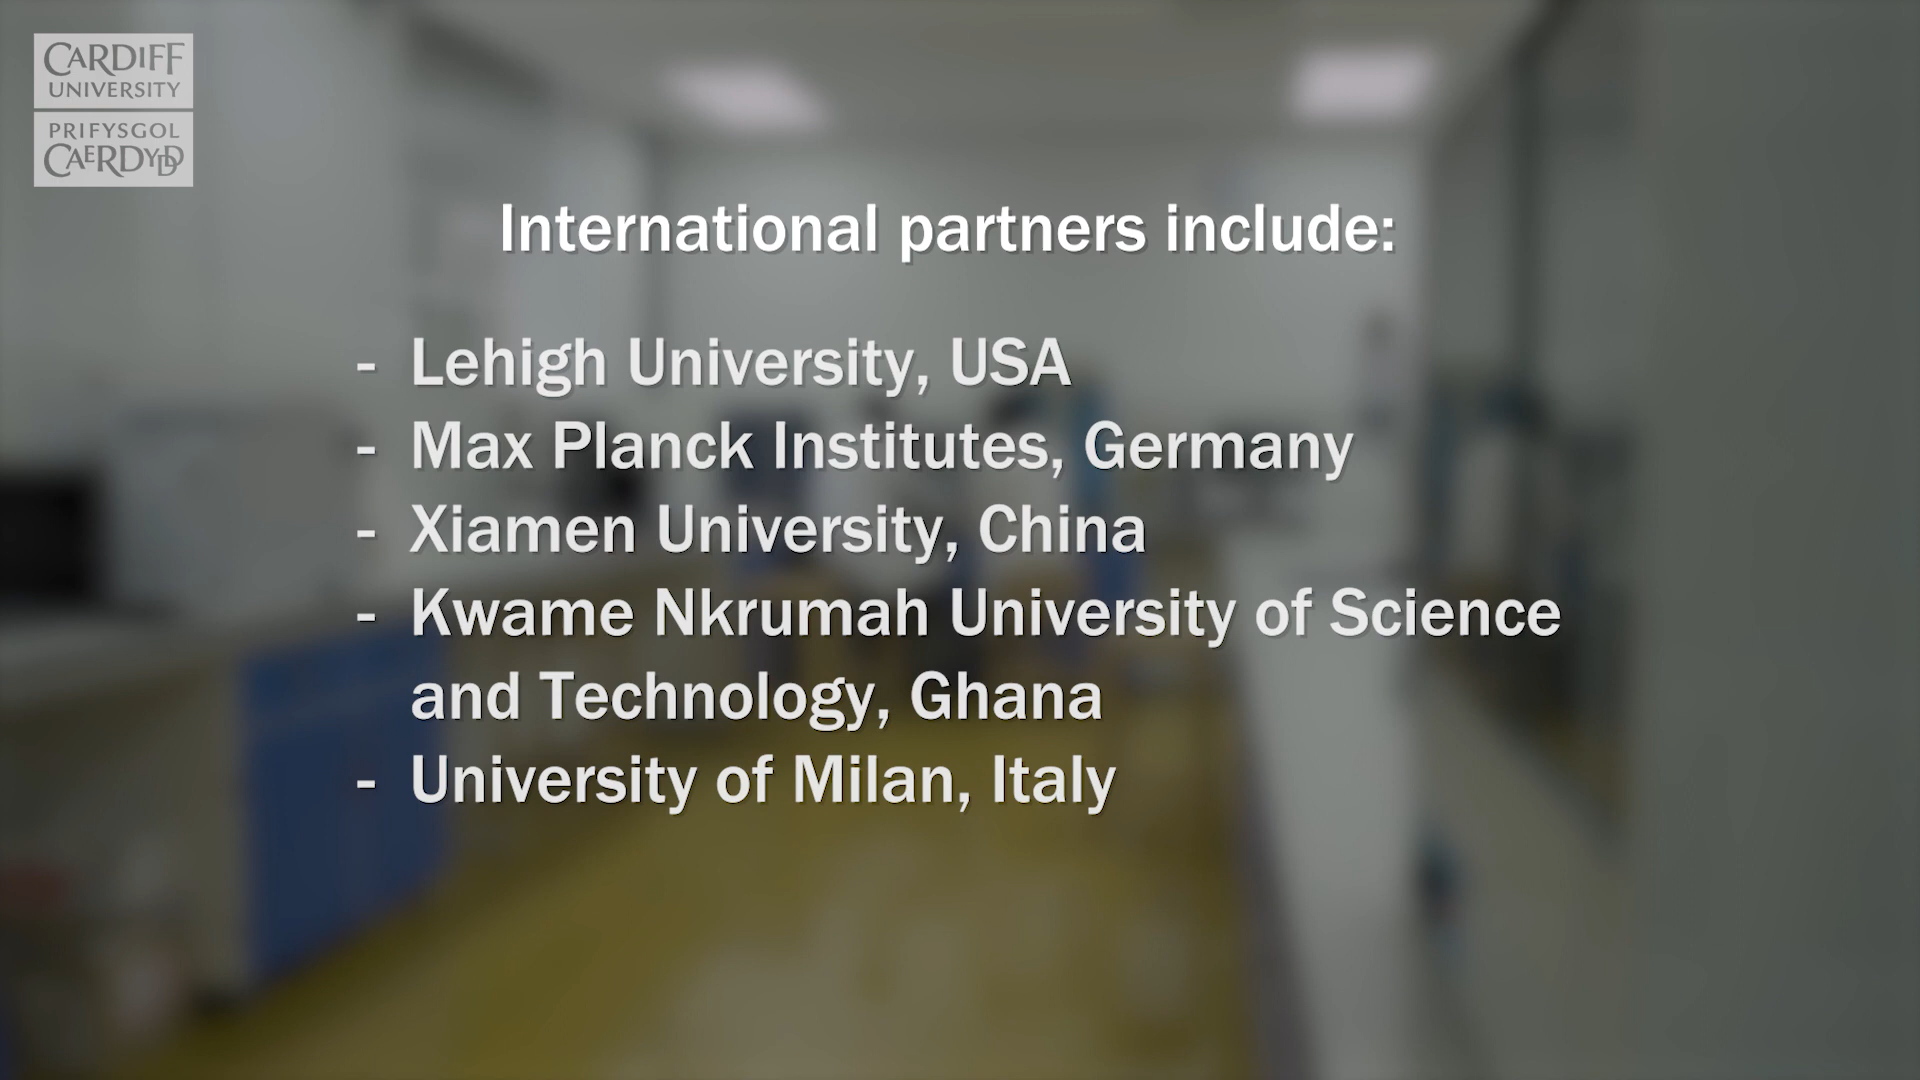 CARDIFF
UNIVERSITY
PRIFYSGOL
CAERDYDD
International partners include:
- Lehigh University, USA
- Max Planck Institutes, Germany
- Xiamen University, China
- Kwame Nkrumah University of Science
and Technology, Ghana
- University of Milan, Italy